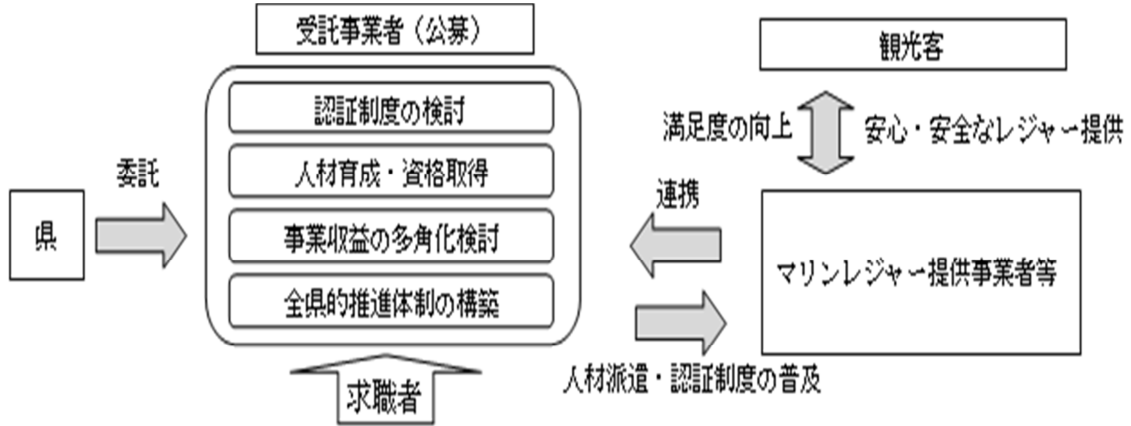 受託事業者（公募）
認証制度の検討
人材育成・資格取得
事業収益の多角化検討
全県的推進体制の構築
県
委託
求職者
観光客
満足度の向上
安心・安全なレジャー提供
連携
マリンレジャー提供事業者等
人材派遣・認証制度の普及